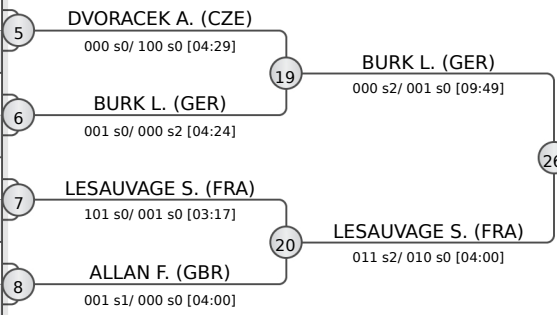 5
DVORACEK A. (CZE)
000 s0/ 100 s0 [04:29]
19
BURK L. (GER)
000 s2/ 001 s0 [09:49]
6
BURK L. (GER)
001 s0/ 000 s2 [04:24]
26
7
LESAUVAGE S. (FRA)
101 s0/ 001 s0 [03:17]
20
LESAUVAGE S. (FRA)
011 s2/ 010 s0 [04:00]
8
ALLAN F. (GBR)
001 s1/ 000 s0 [04:00]